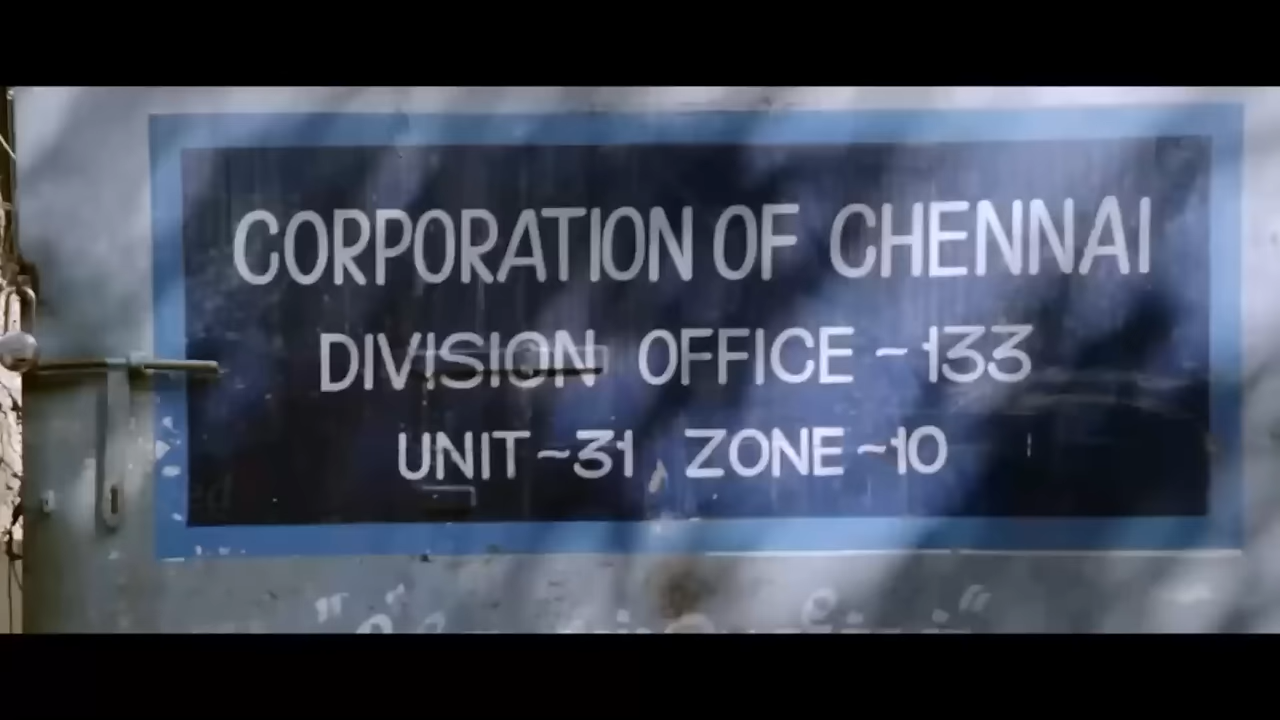 CORPORATION OF CHENNAI
DIVISION OFFICE ~133
UNIT~31 ZONE~10